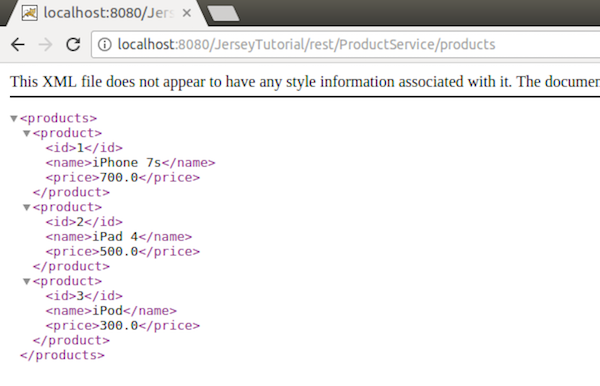 localhost:8080/Jers
localhost:8080/JerseyTutorial/rest/ProductService/products
This XML file does not appear to have any style information associated with it. The documen
<products>
<product>
<id>1</id>
<name>iPhone 7s</name>
<price>700.0</price>
</product>
<product>
<id>2</id>
<name>iPad 4</name>
<price>500.0</price>
</product>
<product>
<id>3</id>
<name>iPod</name>
<price>300.0</price>
</product>
</products>